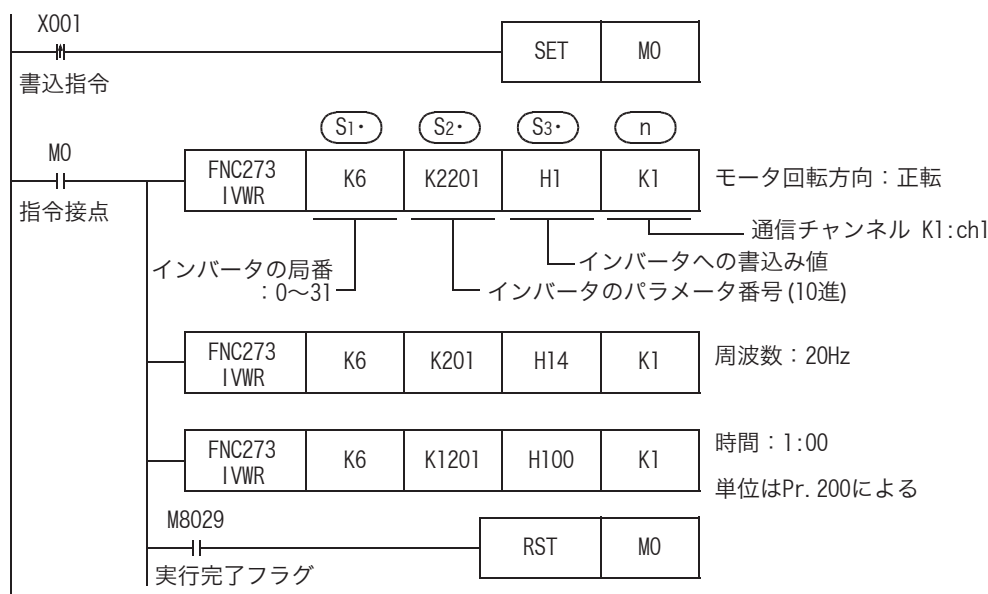 X001
SET M0
書込指令
S1・ S2・ S3・ n
M0
FNC273 IVWR K6 K2201 H1 K1 モータ回転方向：正転
指令接点
通信チャンネル K1:ch1
インバータへの書込み値
インバータの局番
：0〜31
インバータのパラメータ番号(10進)
FNC273 IVWR K6 K201 H14 K1 周波数：20Hz
FNC273 IVWR K6 K1201 H100 K1 時間：1:00
単位はPr.200による
M8029
RST M0
実行完了フラグ